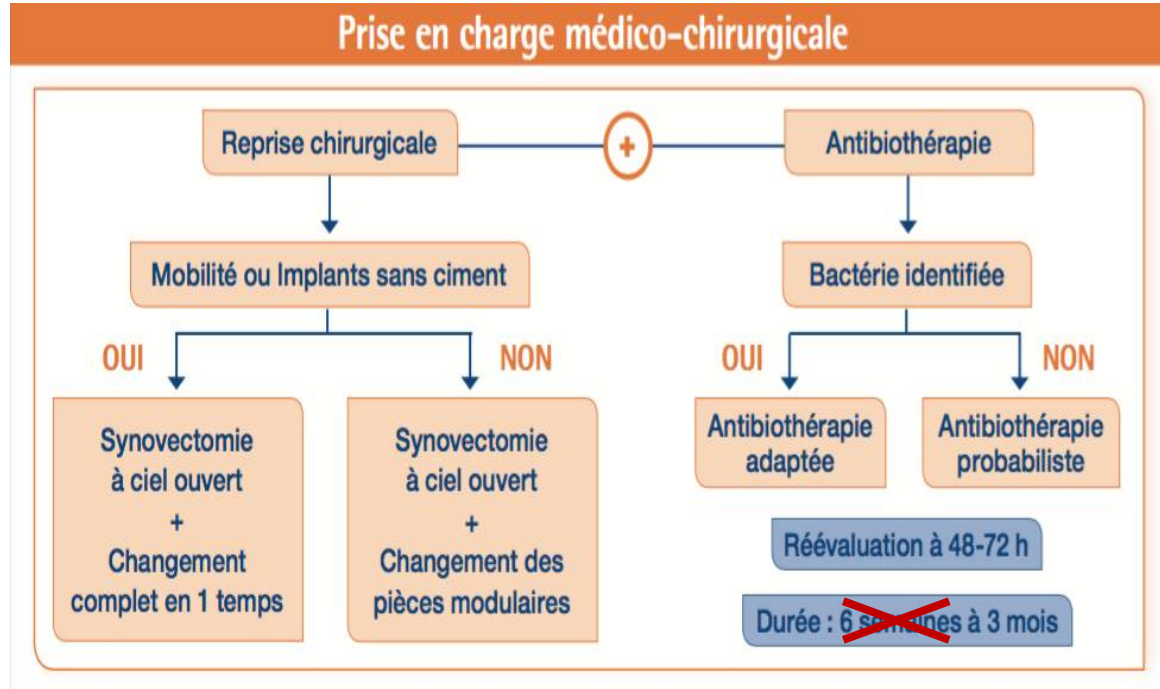 Prise en charge médico-chirurgicale
Reprise chirurgicale
+
Antibiothérapie
Mobilité ou Implants sans ciment
Bactérie identifiée
OUI
NON
OUI
NON
Synovectomie
à ciel ouvert
+
Changement
complet en 1 temps
Synovectomie
à ciel ouvert
+
Changement des
pièces modulaires
Antibiothérapie
adaptée
Antibiothérapie
probabiliste
Réévaluation à 48-72 h
Durée : 6 semaines à 3 mois